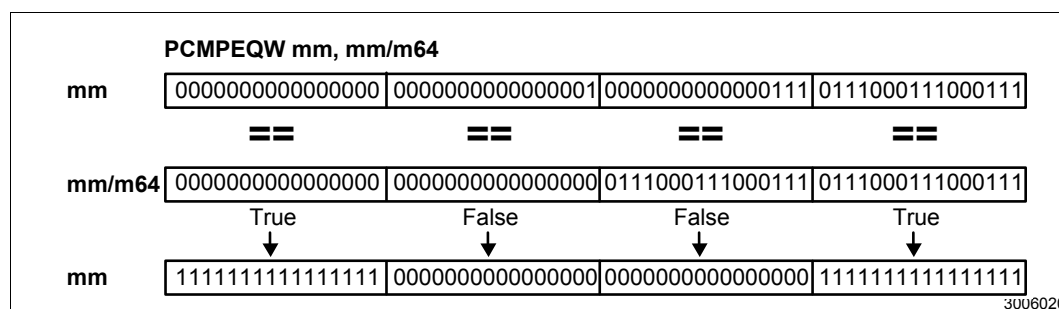 PCMPEQW mm, mm/m64
mm 0000000000000000 0000000000000001 0000000000000111 0111000111000111
== == == ==
mm/m64 0000000000000000 0000000000000000 0111000111000111 0111000111000111
True False False True
mm 1111111111111111 0000000000000000 0000000000000000 1111111111111111
3006020